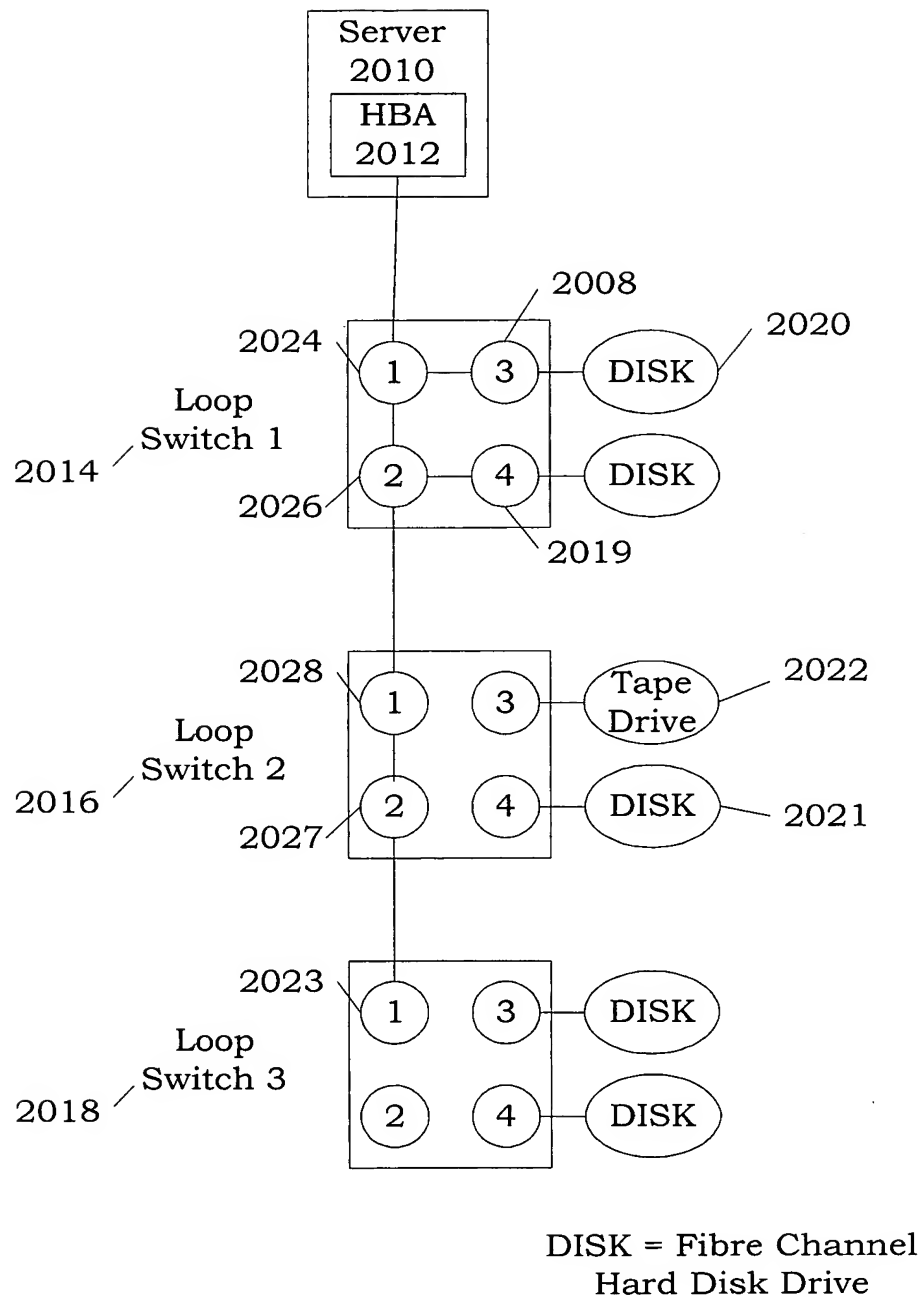 Server
2010
HBA
2012
2008
2024
1
3
DISK
2020
Loop
Switch 1
2014
2026
2
4
DISK
2019
2028
1
3
Tape
Drive
2022
Loop
Switch 2
2016
2027
2
4
DISK
2021
2023
1
3
DISK
Loop
Switch 3
2018
2
4
DISK
DISK = Fibre Channel
Hard Disk Drive